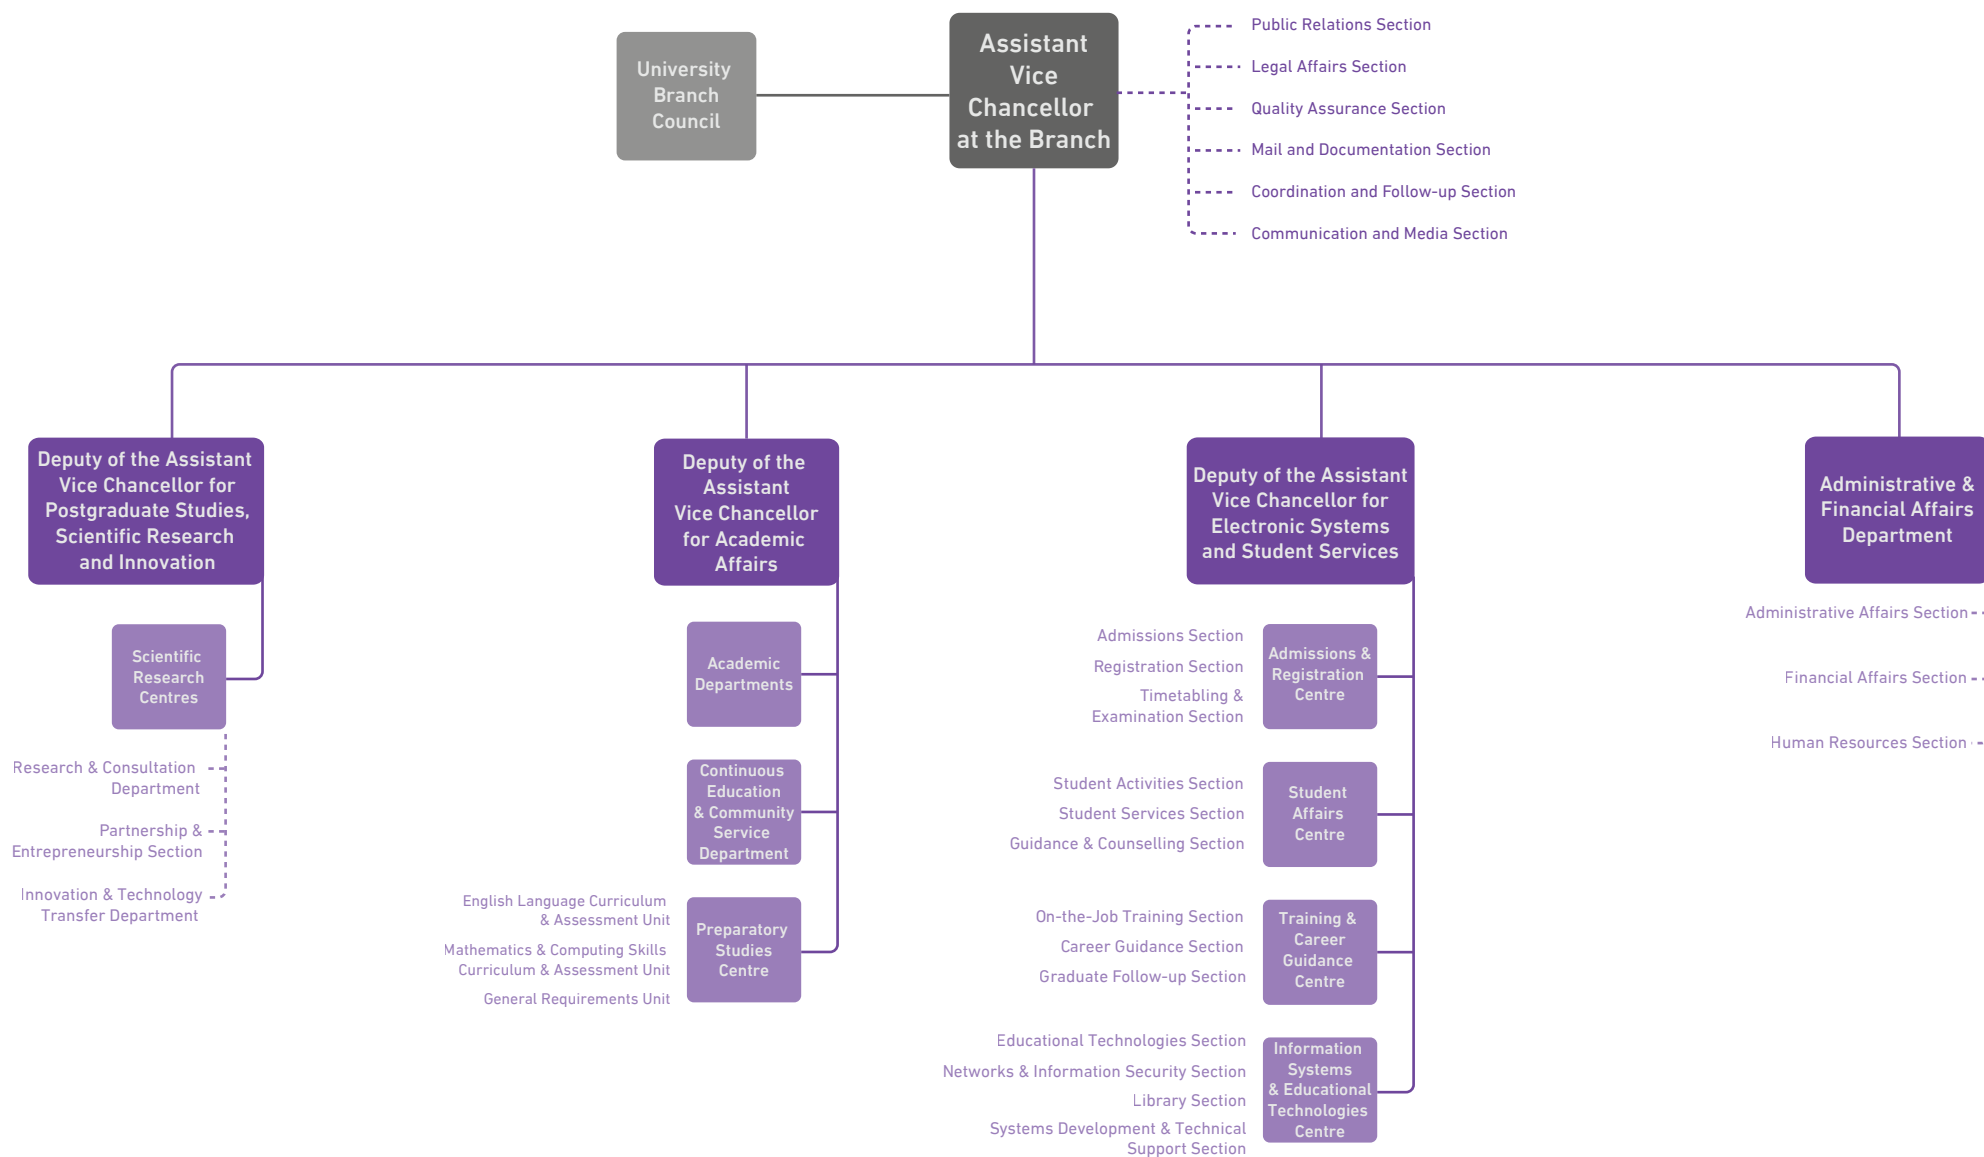 University
Branch
Council
Assistant
Vice
Chancellor
at the Branch
Public Relations Section
Legal Affairs Section
Quality Assurance Section
Mail and Documentation Section
Coordination and Follow-up Section
Communication and Media Section
Deputy of the Assistant
Vice Chancellor for
Postgraduate Studies,
Scientific Research
and Innovation
Scientific
Research
Centres
Research & Consultation
Department
Partnership &
Entrepreneurship Section
Innovation & Technology
Transfer Department
Deputy of the
Assistant
Vice Chancellor
for Academic
Affairs
Academic
Departments
Continuous
Education
& Community
Service
Department
Preparatory
Studies
Centre
English Language Curriculum
& Assessment Unit
Mathematics & Computing Skills
Curriculum & Assessment Unit
General Requirements Unit
Deputy of the Assistant
Vice Chancellor for
Electronic Systems
and Student Services
Admissions &
Registration
Centre
Admissions Section
Registration Section
Timetabling &
Examination Section
Student
Affairs
Centre
Student Activities Section
Student Services Section
Guidance & Counselling Section
Training &
Career
Guidance
Centre
On-the-Job Training Section
Career Guidance Section
Graduate Follow-up Section
Information
Systems
& Educational
Technologies
Centre
Educational Technologies Section
Networks & Information Security Section
Library Section
Systems Development & Technical
Support Section
Administrative &
Financial Affairs
Department
Administrative Affairs Section
Financial Affairs Section
Human Resources Section